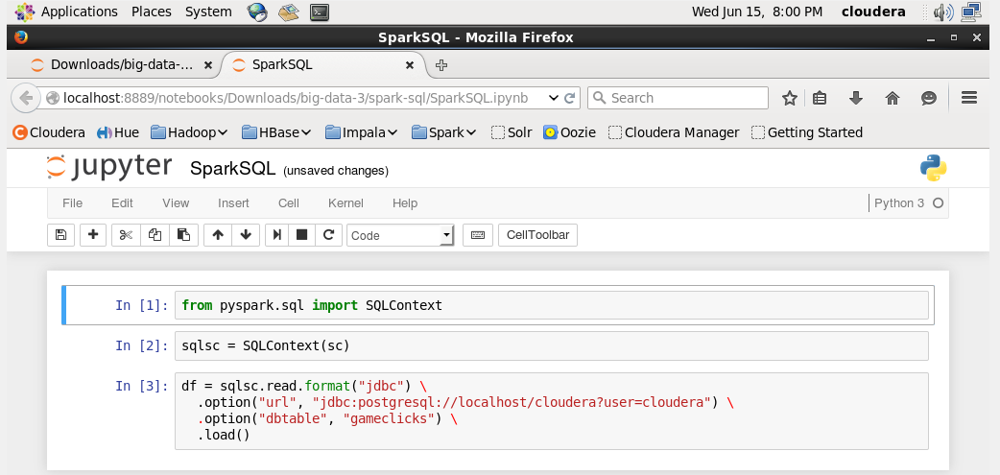 Applications Places System Wed Jun 15, 8:00 PM cloudera
SparkSQL - Mozilla Firefox
Downloads/big-data-... SparkSQL
localhost:8889/notebooks/Downloads/big-data-3/spark-sql/SparkSQL.ipynb Search
Cloudera Hue Hadoop HBase Impala Spark Solr Oozie Cloudera Manager Getting Started
jupyter SparkSQL (unsaved changes)
File Edit View Insert Cell Kernel Help Python 3
Code CellToolbar
In [1]: from pyspark.sql import SQLContext
In [2]: sqlsc = SQLContext(sc)
In [3]: df = sqlsc.read.format("jdbc") \
.option("url", "jdbc:postgresql://localhost/cloudera?user=cloudera") \
.option("dbtable", "gameclicks") \
.load()